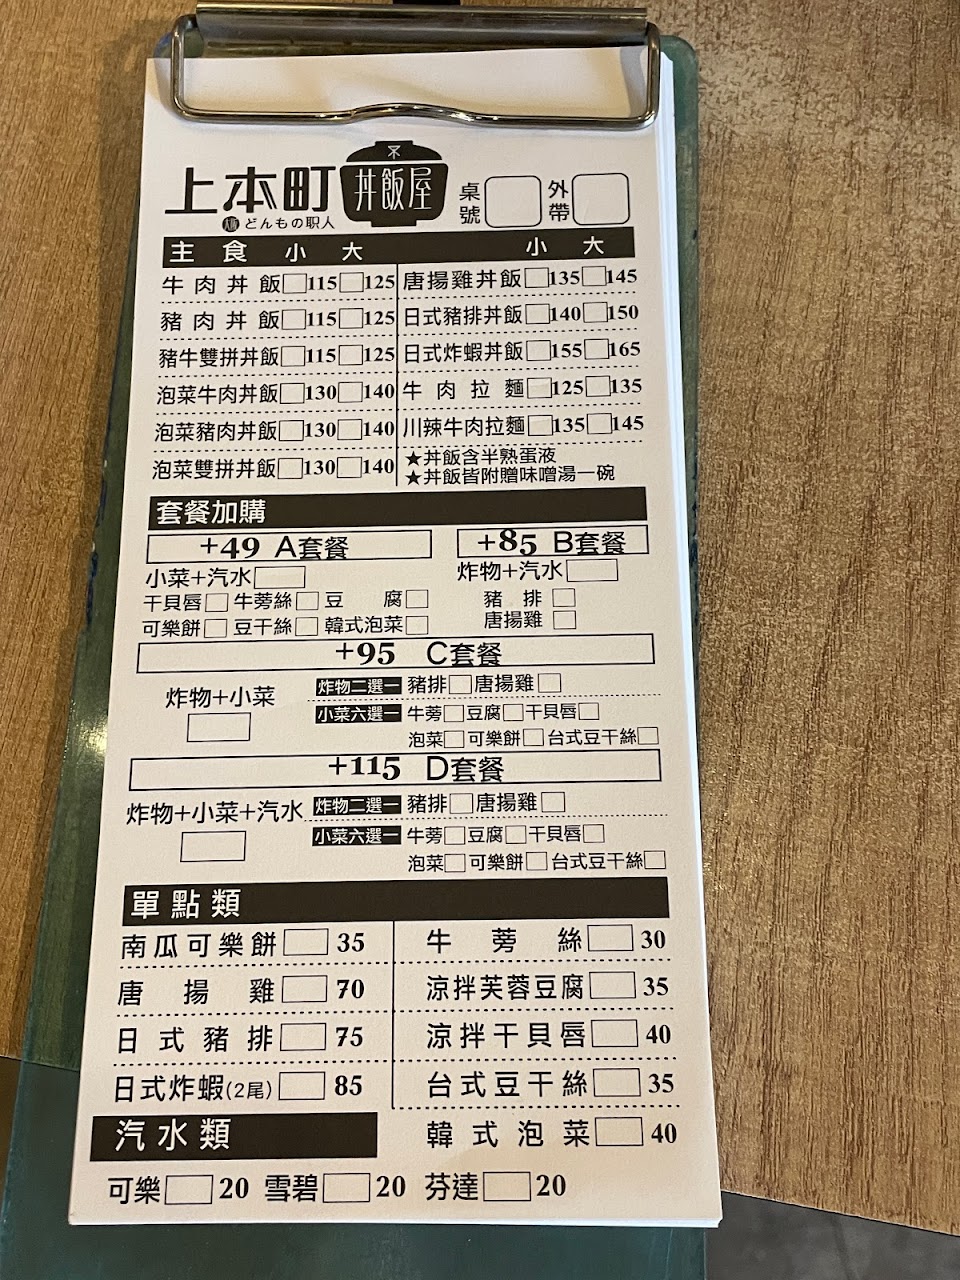 上本町 丼飯屋
どんもの职人
桌號 外帶
主食 小 大 小 大
牛肉丼飯 115 125 唐揚雞丼飯 135 145
豬肉丼飯 115 125 日式豬排丼飯 140 150
豬牛雙拼丼飯 115 125 日式炸蝦丼飯 155 165
泡菜牛肉丼飯 130 140 牛肉拉麵 125 135
泡菜豬肉丼飯 130 140 川辣牛肉拉麵 135 145
泡菜雙拼丼飯 130 140 ★丼飯含半熟蛋液
★丼飯皆附贈味噌湯一碗
套餐加購
+49 A套餐 +85 B套餐
小菜+汽水 炸物+汽水
干貝唇 牛蒡絲 豆腐 豬排
可樂餅 豆干絲 韓式泡菜 唐揚雞
+95 C套餐
炸物+小菜 炸物二選一 豬排 唐揚雞
小菜六選一 牛蒡 豆腐 干貝唇
泡菜 可樂餅 台式豆干絲
+115 D套餐
炸物+小菜+汽水 炸物二選一 豬排 唐揚雞
小菜六選一 牛蒡 豆腐 干貝唇
泡菜 可樂餅 台式豆干絲
單點類
南瓜可樂餅 35 牛蒡絲 30
唐揚雞 70 涼拌芙蓉豆腐 35
日式豬排 75 涼拌干貝唇 40
日式炸蝦(2尾) 85 台式豆干絲 35
汽水類 韓式泡菜 40
可樂 20 雪碧 20 芬達 20